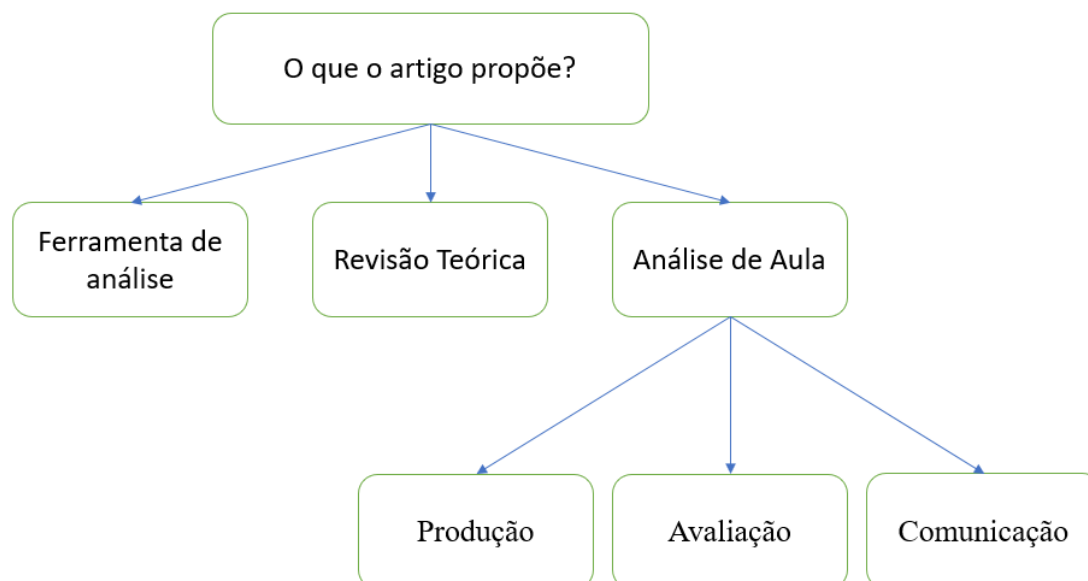 O que o artigo propõe?
Ferramenta de
análise
Revisão Teórica
Análise de Aula
Produção
Avaliação
Comunicação